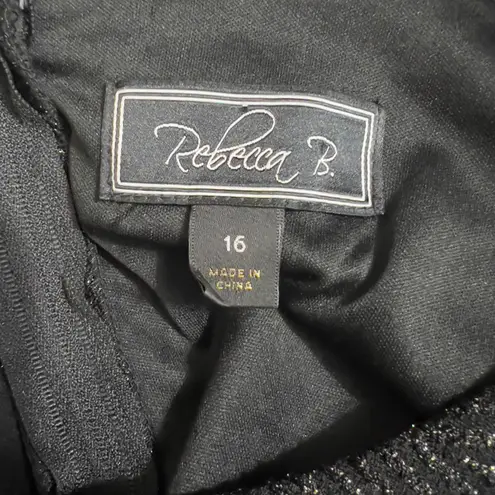 Rebecca B.
16
MADE IN
CHINA